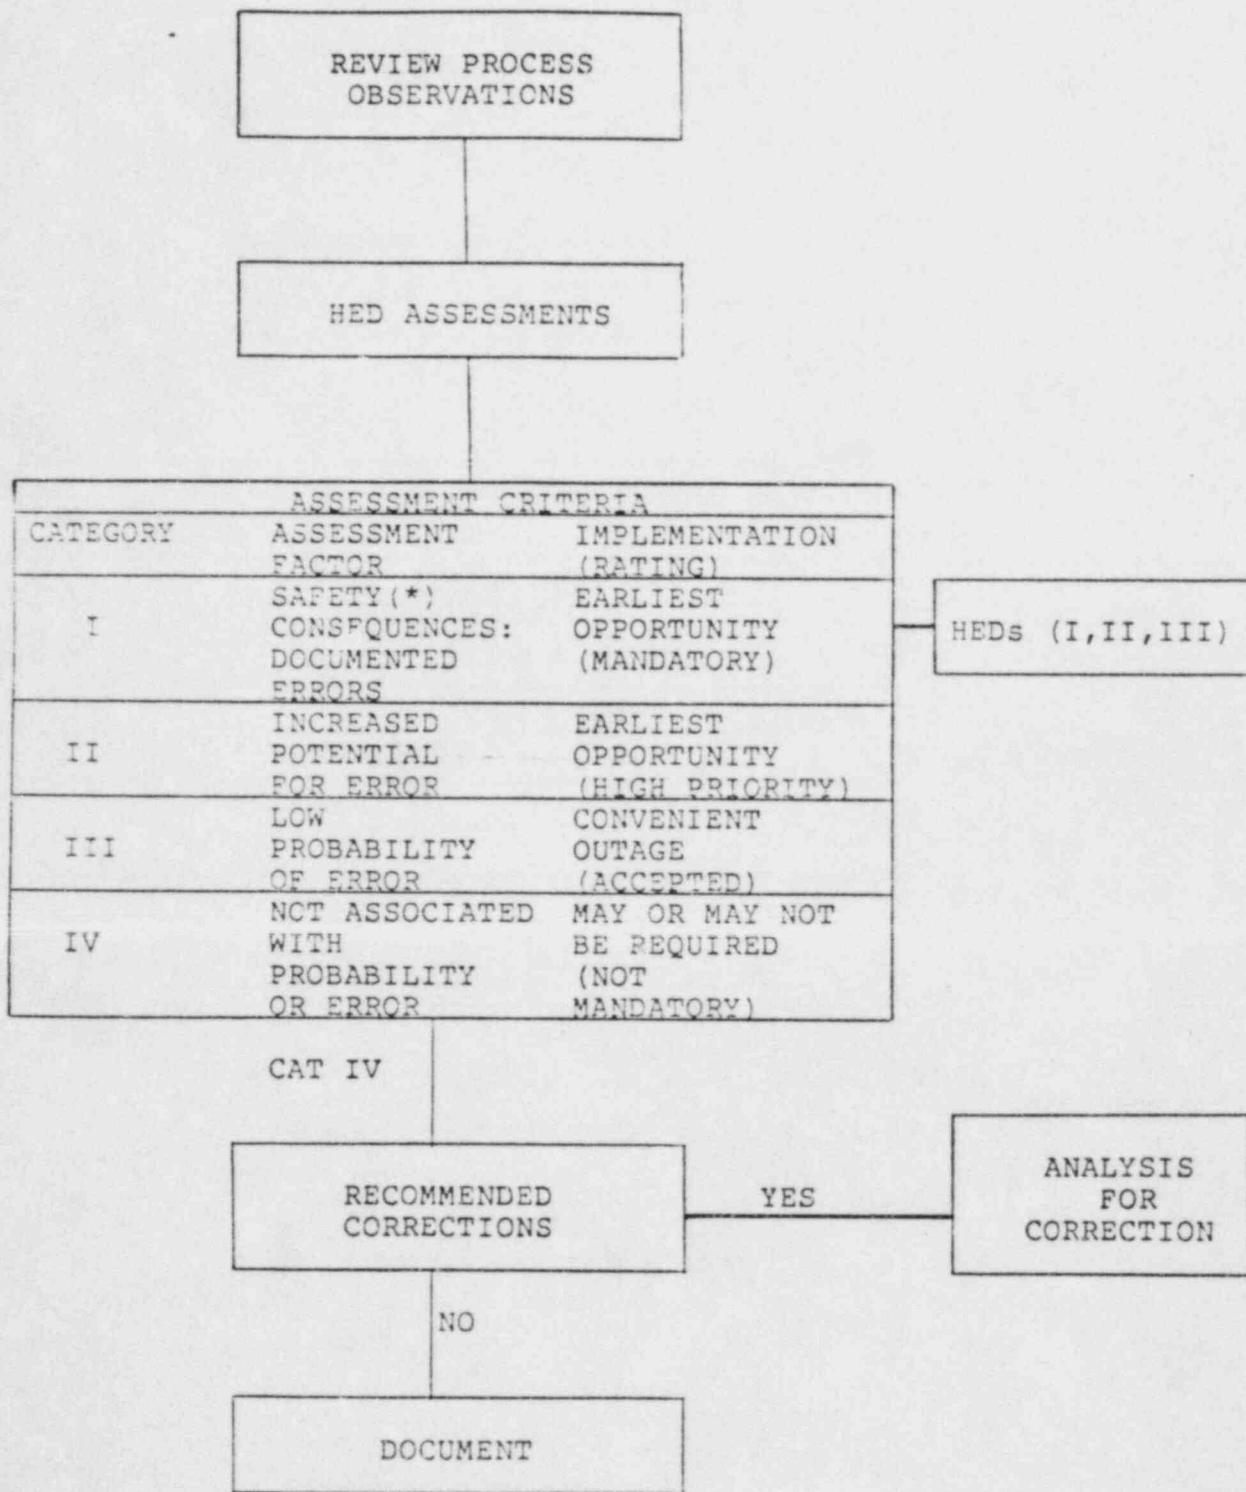 REVIEW PROCESS
OBSERVATIONS
HED ASSESSMENTS
ASSESSMENT CRITERIA
CATEGORY ASSESSMENT IMPLEMENTATION
FACTOR (RATING)
SAFETY(*) EARLIEST
I CONSEQUENCES: OPPORTUNITY
DOCUMENTED (MANDATORY)
ERRORS
HEDs (I,II,III)
INCREASED EARLIEST
II POTENTIAL OPPORTUNITY
FOR ERROR (HIGH PRIORITY)
LOW CONVENIENT
III PROBABILITY OUTAGE
OF ERROR (ACCEPTED)
NOT ASSOCIATED MAY OR MAY NOT
IV WITH BE REQUIRED
PROBABILITY (NOT
OR ERROR MANDATORY)
CAT IV
RECOMMENDED
CORRECTIONS
YES
ANALYSIS
FOR
CORRECTION
NO
DOCUMENT